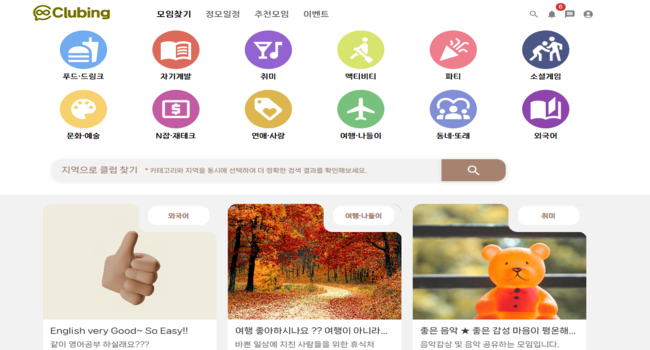 Clubing
모임찾기 정모일정 추천모임 이벤트
6
푸드·드링크 자기계발 취미 액티비티 파티 소셜게임
문화·예술 N잡·재테크 연애·사랑 여행·나들이 동네·또래 외국어
지역으로 클럽 찾기 * 카테고리와 지역을 동시에 선택하여 더 정확한 검색 결과를 확인해보세요.
외국어
여행·나들이
취미
English very Good~ So Easy!!
같이 영어공부 하실래요???
여행 좋아하시나요 ?? 여행이 아니라...
바쁜 일상에 지친 사람들을 위한 휴식처
좋은 음악 ★ 좋은 감성 마음이 평온해...
음악감상 및 음악 공유하는 모임입니다.